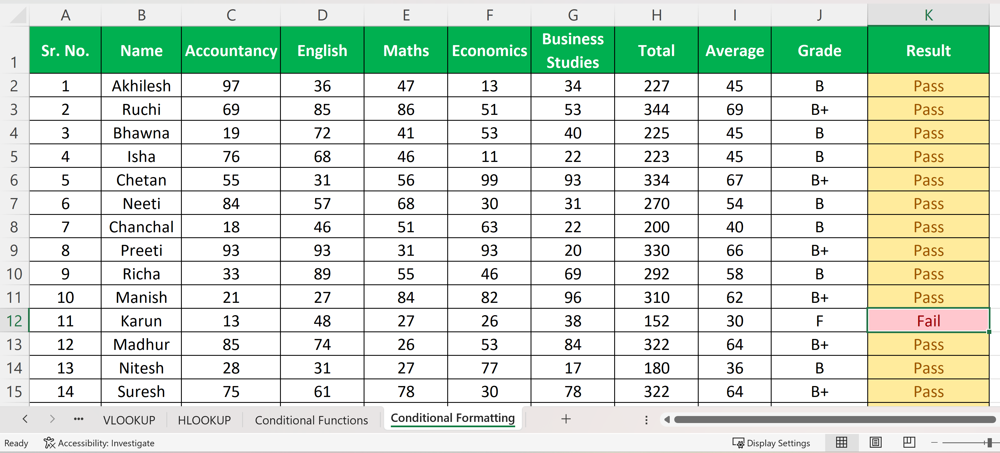 A B C D E F G H I J K
1 Sr. No. Name Accountancy English Maths Economics Business Studies Total Average Grade Result
2 1 Akhilesh 97 36 47 13 34 227 45 B Pass
3 2 Ruchi 69 85 86 51 53 344 69 B+ Pass
4 3 Bhawna 19 72 41 53 40 225 45 B Pass
5 4 Isha 76 68 46 11 22 223 45 B Pass
6 5 Chetan 55 31 56 99 93 334 67 B+ Pass
7 6 Neeti 84 57 68 30 31 270 54 B Pass
8 7 Chanchal 18 46 51 63 22 200 40 B Pass
9 8 Preeti 93 93 31 93 20 330 66 B+ Pass
10 9 Richa 33 89 55 46 69 292 58 B Pass
11 10 Manish 21 27 84 82 96 310 62 B+ Pass
12 11 Karun 13 48 27 26 38 152 30 F Fail
13 12 Madhur 85 74 26 53 84 322 64 B+ Pass
14 13 Nitesh 28 31 27 77 17 180 36 B Pass
15 14 Suresh 75 61 78 30 78 322 64 B+ Pass
VLOOKUP HLOOKUP Conditional Functions Conditional Formatting
Ready Accessibility: Investigate Display Settings